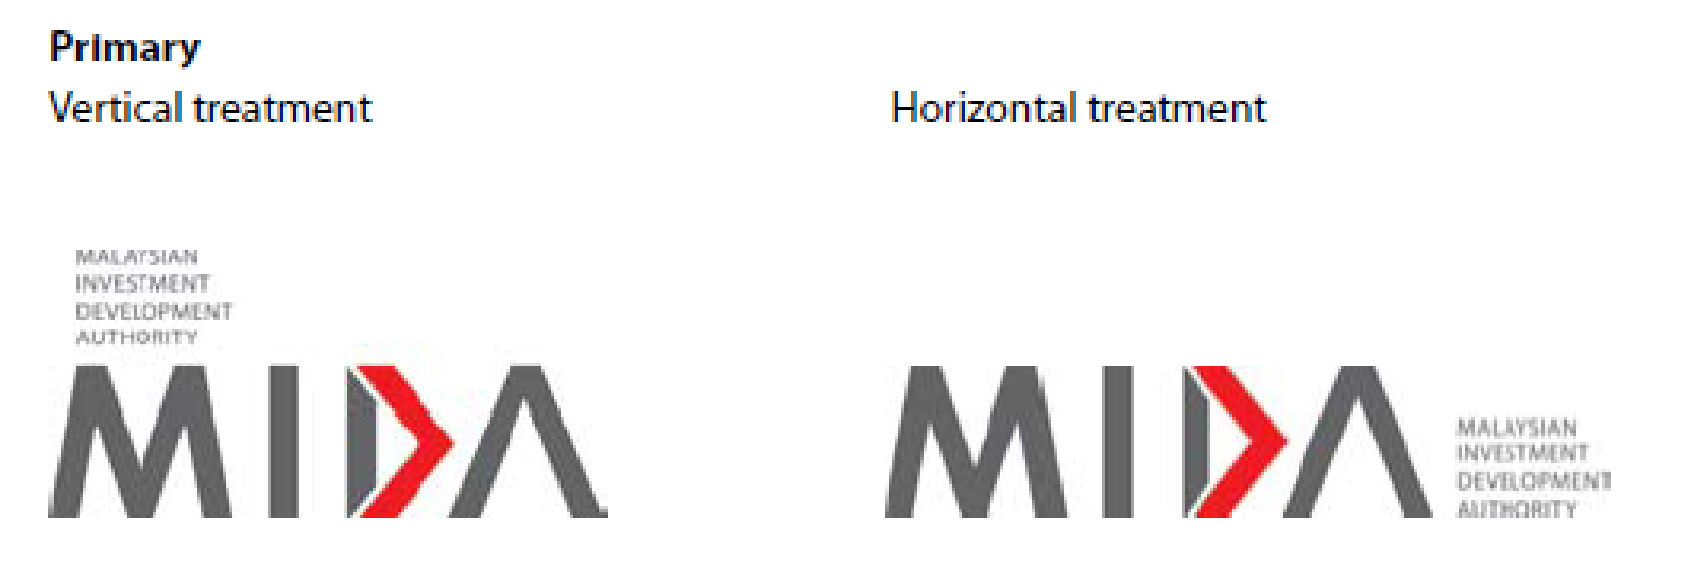 Primary
Vertical treatment
Horizontal treatment
MALAYSIAN
INVESTMENT
DEVELOPMENT
AUTHORITY
MIDA
MIDA
MALAYSIAN
INVESTMENT
DEVELOPMENT
AUTHORITY